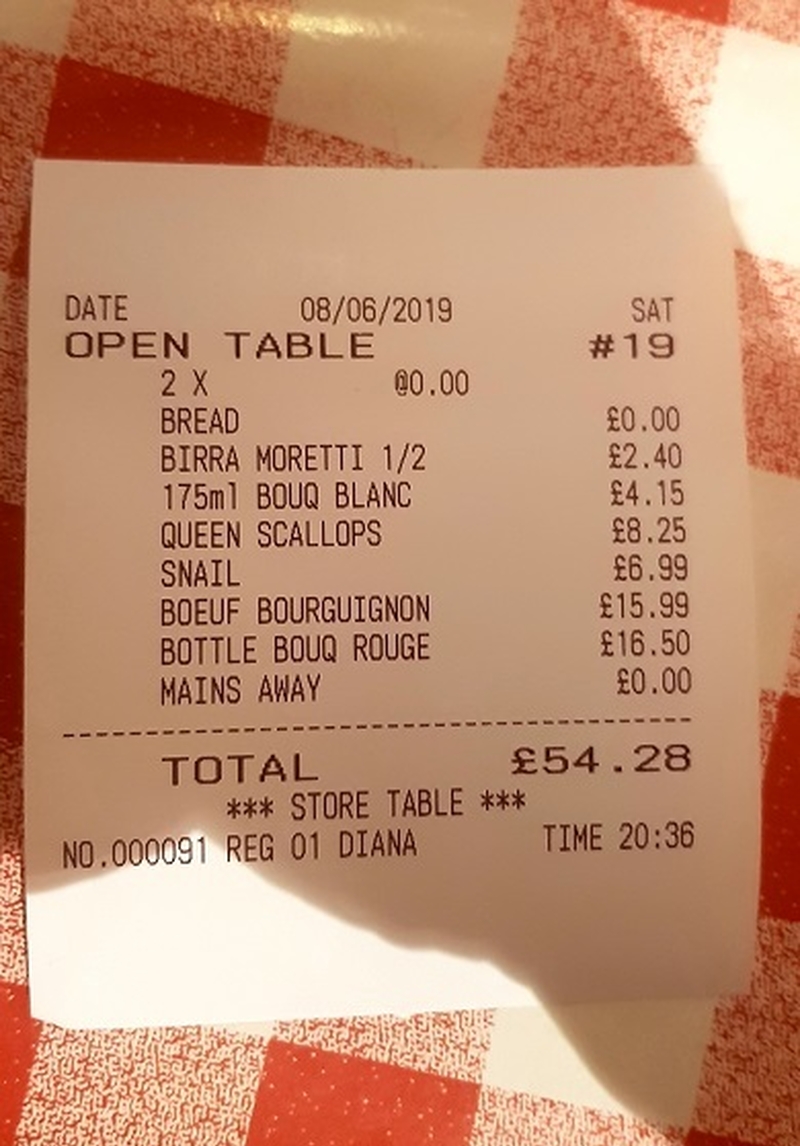 DATE 08/06/2019 SAT
OPEN TABLE #19
2 X @0.00
BREAD £0.00
BIRRA MORETTI 1/2 £2.40
175ml BOUQ BLANC £4.15
QUEEN SCALLOPS £8.25
SNAIL £6.99
BOEUF BOURGUIGNON £15.99
BOTTLE BOUQ ROUGE £16.50
MAINS AWAY £0.00
TOTAL £54.28
*** STORE TABLE ***
NO.000091 REG 01 DIANA TIME 20:36